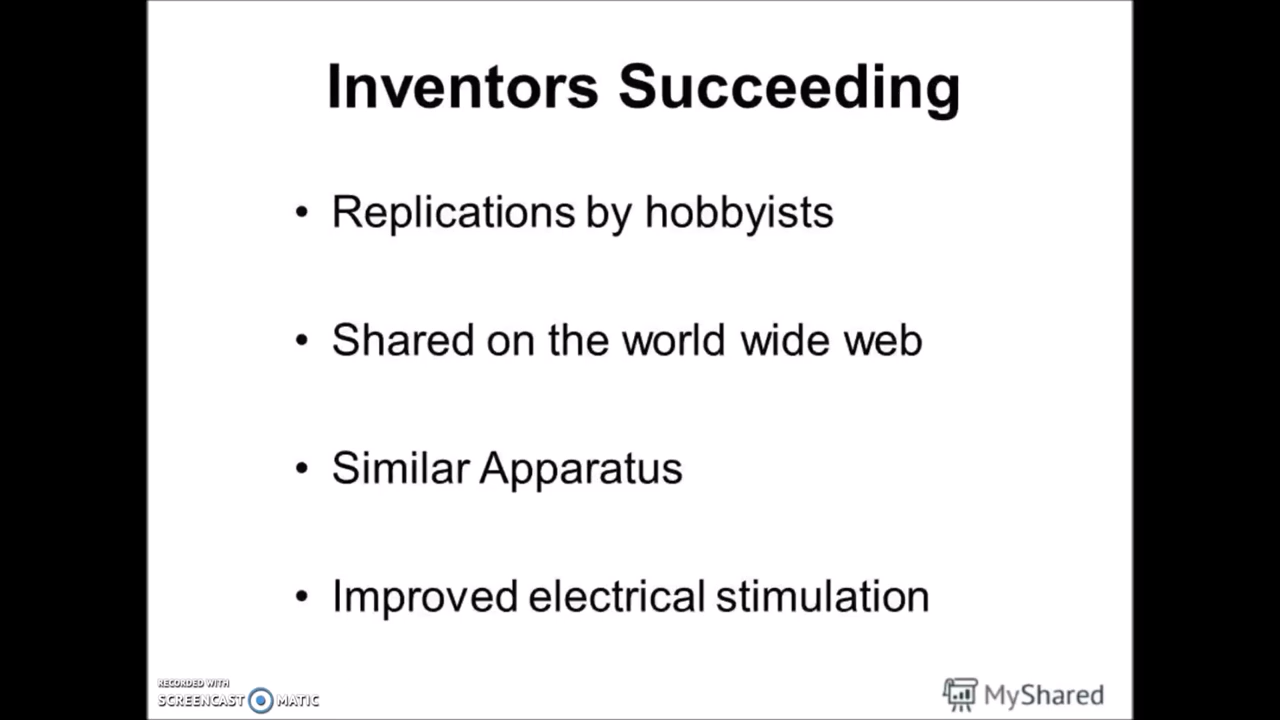 Inventors Succeeding
• Replications by hobbyists
• Shared on the world wide web
• Similar Apparatus
• Improved electrical stimulation
RECORDED WITH
SCREENCAST MATIC
MyShared